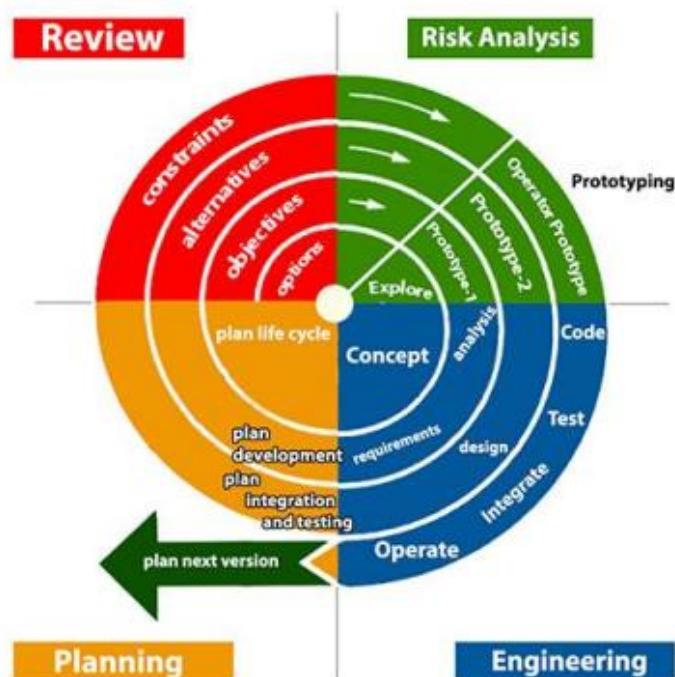 Review
Risk Analysis
constraints
alternatives
objectives
options
Operator Prototype
Prototype-2
Prototype-1
Explore
Prototyping
plan life cycle
Concept
analysis
requirements
design
Code
Test
Integrate
Operate
plan
development
plan
integration
and testing
plan next version
Planning
Engineering